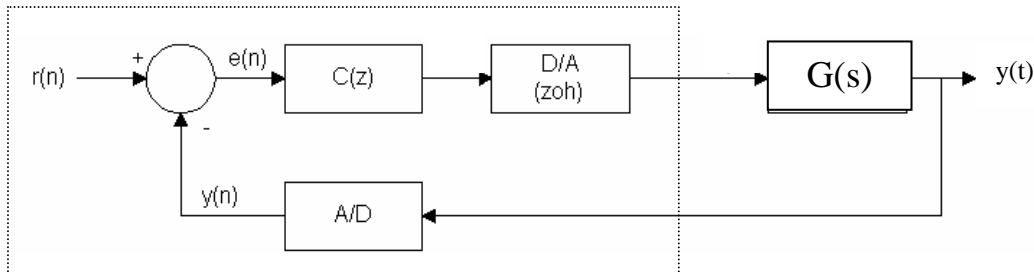 +
r(n)
e(n)
C(z)
D/A
(zoh)
G(s)
y(t)
-
y(n)
A/D